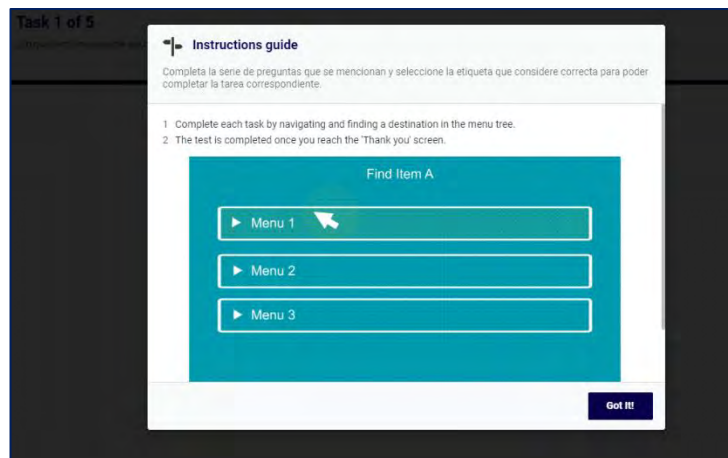 Task 1 of 5
Instructions guide
Completa la serie de preguntas que se mencionan y seleccione la etiqueta que considere correcta para poder
completar la tarea correspondiente.
1 Complete each task by navigating and finding a destination in the menu tree.
2 The test is completed once you reach the 'Thank you' screen.
Find Item A
Menu 1
Menu 2
Menu 3
Got It!